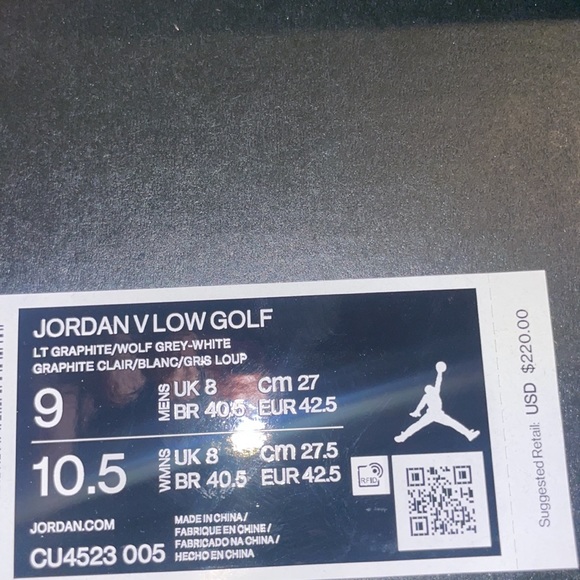 JORDAN V LOW GOLF
LT GRAPHITE/WOLF GREY-WHITE
GRAPHITE CLAIR/BLANC/GRIS LOUP
9 MENS UK 8 cm 27
BR 40.5 EUR 42.5
10.5 WMNS UK 8 cm 27.5
BR 40.5 EUR 42.5
RFID
JORDAN.COM
CU4523 005
MADE IN CHINA/
FABRIQUE EN CHINE/
FABRICADO NA CHINA/
HECHO EN CHINA
Suggested Retail: USD $220.00